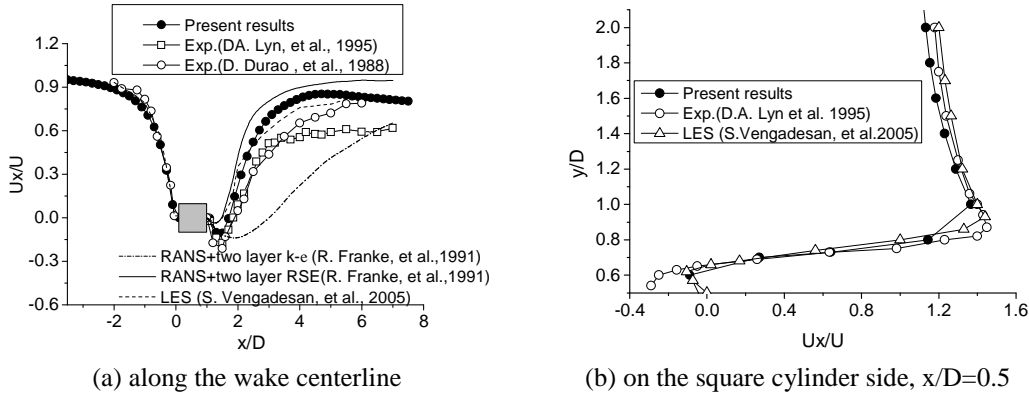 Present results
Exp.(DA. Lyn, et al., 1995)
Exp.(D. Durao , et al., 1988)
1.2
0.9
0.6
0.3
0.0
-0.3
-0.6
Ux/U
RANS+two layer k-e (R. Franke, et al.,1991)
RANS+two layer RSE(R. Franke, et al.,1991)
LES (S. Vengadesan, et al., 2005)
-2 0 2 4 6 8
x/D
(a) along the wake centerline
2.0
1.8
1.6
1.4
1.2
1.0
0.8
0.6
y/D
Present results
Exp.(D.A. Lyn et al. 1995)
LES (S.Vengadesan, et al.2005)
-0.4 0.0 0.4 0.8 1.2 1.6
Ux/U
(b) on the square cylinder side, x/D=0.5